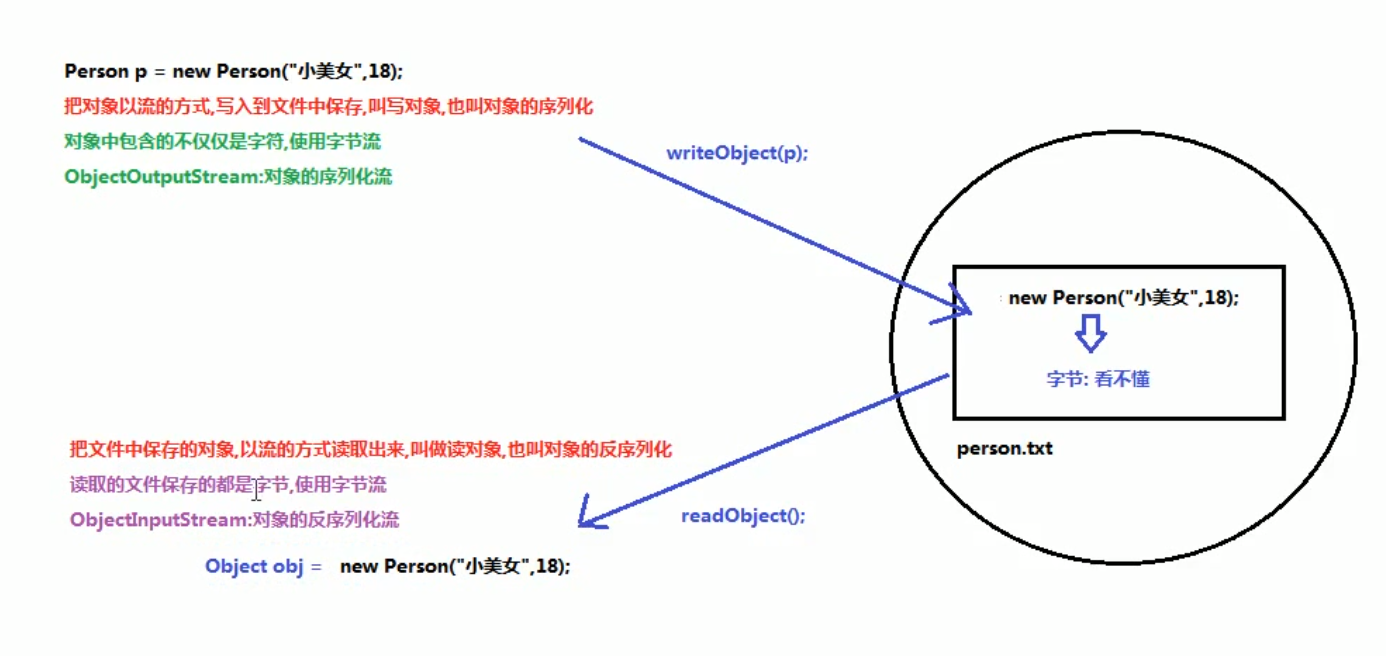 Person p = new Person("小美女",18);
把对象以流的方式,写入到文件中保存,叫写对象,也叫对象的序列化
对象中包含的不仅仅是字符,使用字节流
ObjectOutputStream:对象的序列化流
writeObject(p);
new Person("小美女",18);
字节: 看不懂
person.txt
把文件中保存的对象,以流的方式读取出来,叫做读对象,也叫对象的反序列化
读取的文件保存的都是字节,使用字节流
ObjectInputStream:对象的反序列化流
readObject();
Object obj = new Person("小美女",18);